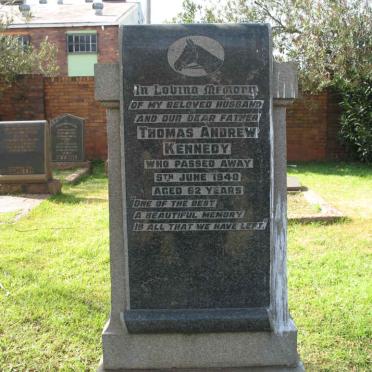 In Loving Memory
OF MY BELOVED HUSBAND
AND OUR DEAR FATHER
THOMAS ANDREW
KENNEDY
WHO PASSED AWAY
5TH JUNE 1940
AGED 62 YEARS
ONE OF THE BEST
A BEAUTIFUL MEMORY
IS ALL THAT WE HAVE LEFT.